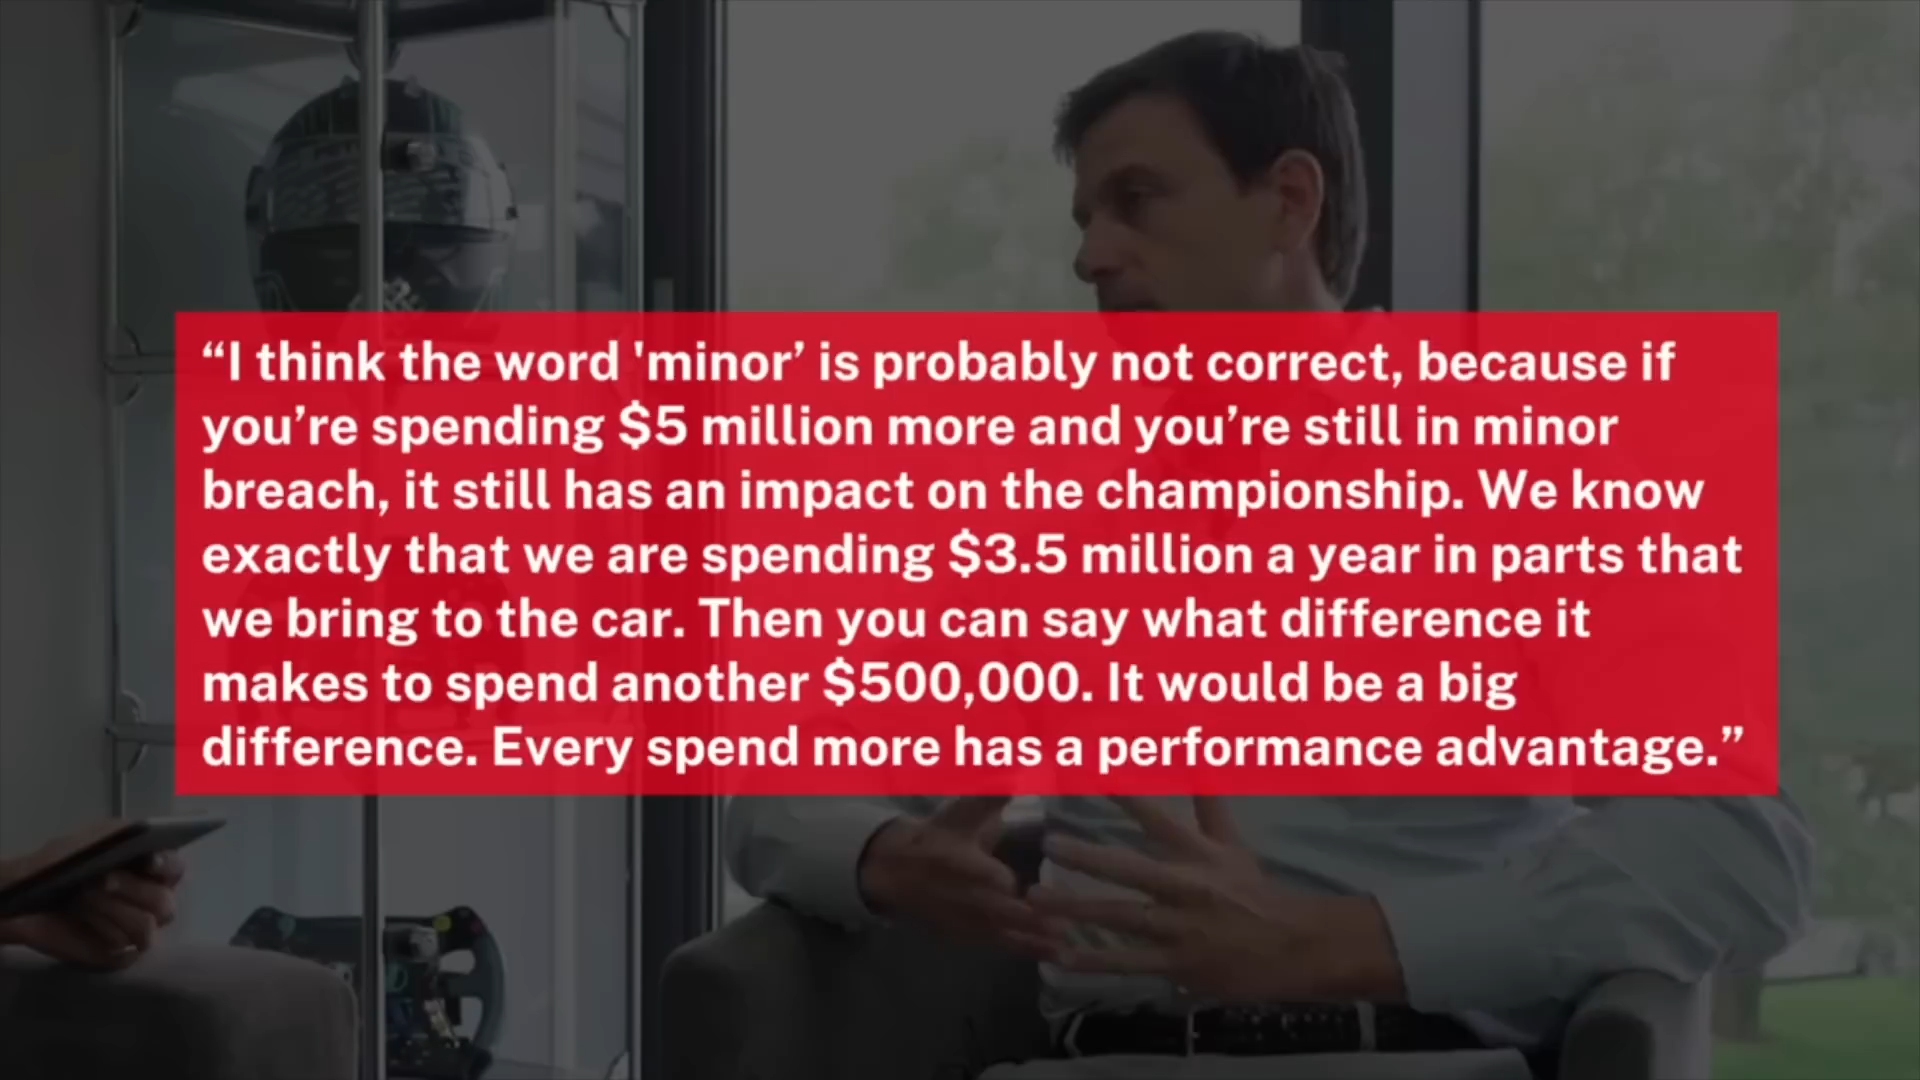 “I think the word 'minor’ is probably not correct, because if
you’re spending $5 million more and you’re still in minor
breach, it still has an impact on the championship. We know
exactly that we are spending $3.5 million a year in parts that
we bring to the car. Then you can say what difference it
makes to spend another $500,000. It would be a big
difference. Every spend more has a performance advantage.”